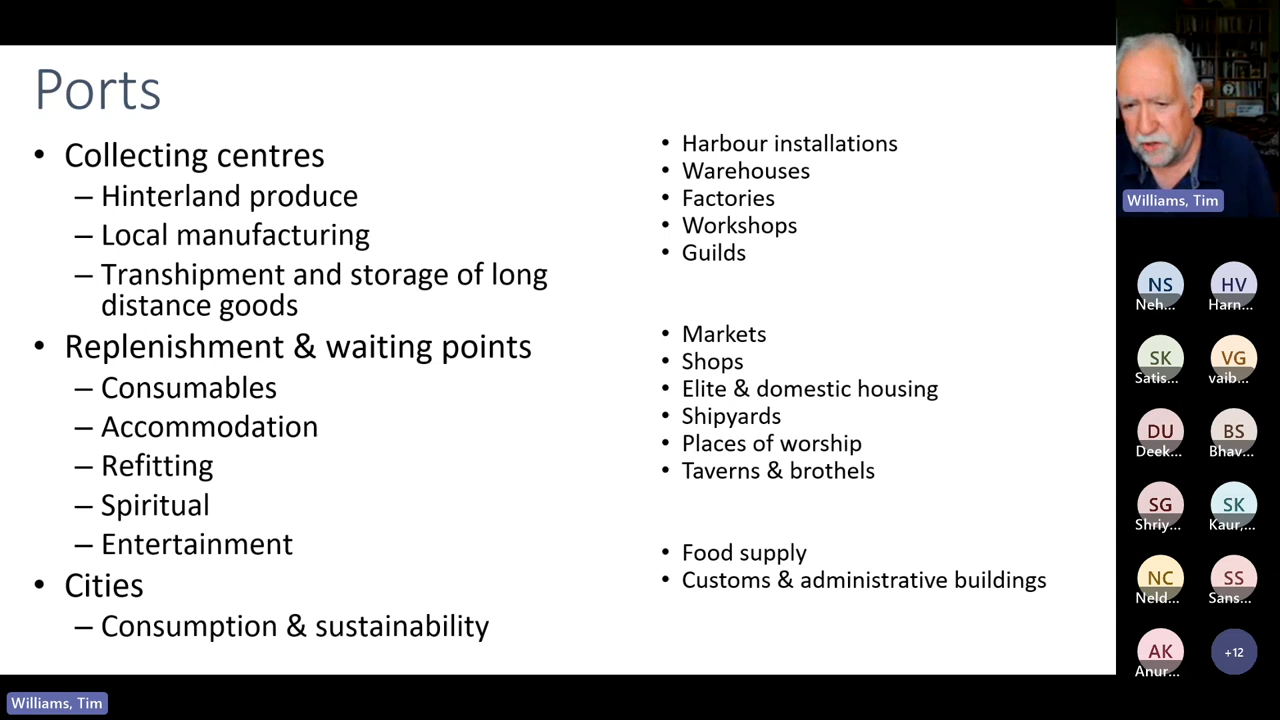 Ports
• Collecting centres
– Hinterland produce
– Local manufacturing
– Transhipment and storage of long
distance goods
• Replenishment & waiting points
– Consumables
– Accommodation
– Refitting
– Spiritual
– Entertainment
• Cities
– Consumption & sustainability
• Harbour installations
• Warehouses
• Factories
• Workshops
• Guilds
• Markets
• Shops
• Elite & domestic housing
• Shipyards
• Places of worship
• Taverns & brothels
• Food supply
• Customs & administrative buildings
Williams, Tim
NS HV
Neh... Harn...
SK VG
Satis... vaib...
DU BS
Deek... Bhav...
SG SK
Shriy... Kaur,...
NC SS
Neld... Sans...
AK +12
Anur...
Williams, Tim